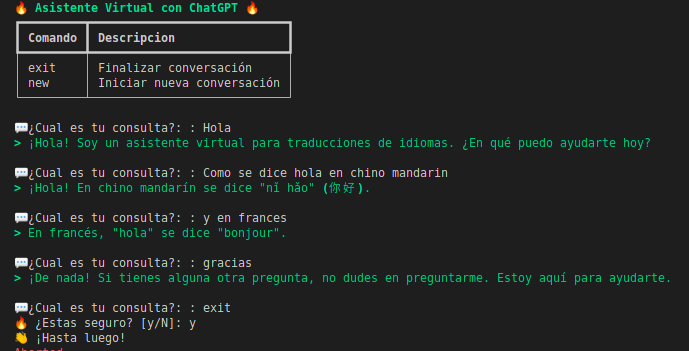 🔥 Asistente Virtual con ChatGPT 🔥
Comando Descripcion
exit Finalizar conversación
new Iniciar nueva conversación
💬¿Cual es tu consulta?: : Hola
> ¡Hola! Soy un asistente virtual para traducciones de idiomas. ¿En qué puedo ayudarte hoy?
💬¿Cual es tu consulta?: : Como se dice hola en chino mandarin
> ¡Hola! En chino mandarín se dice "nǐ hǎo" (你好).
💬¿Cual es tu consulta?: : y en frances
> En francés, "hola" se dice "bonjour".
💬¿Cual es tu consulta?: : gracias
> ¡De nada! Si tienes alguna otra pregunta, no dudes en preguntarme. Estoy aquí para ayudarte.
💬¿Cual es tu consulta?: : exit
🔥 ¿Estas seguro? [y/N]: y
👋 ¡Hasta luego!
Aborted